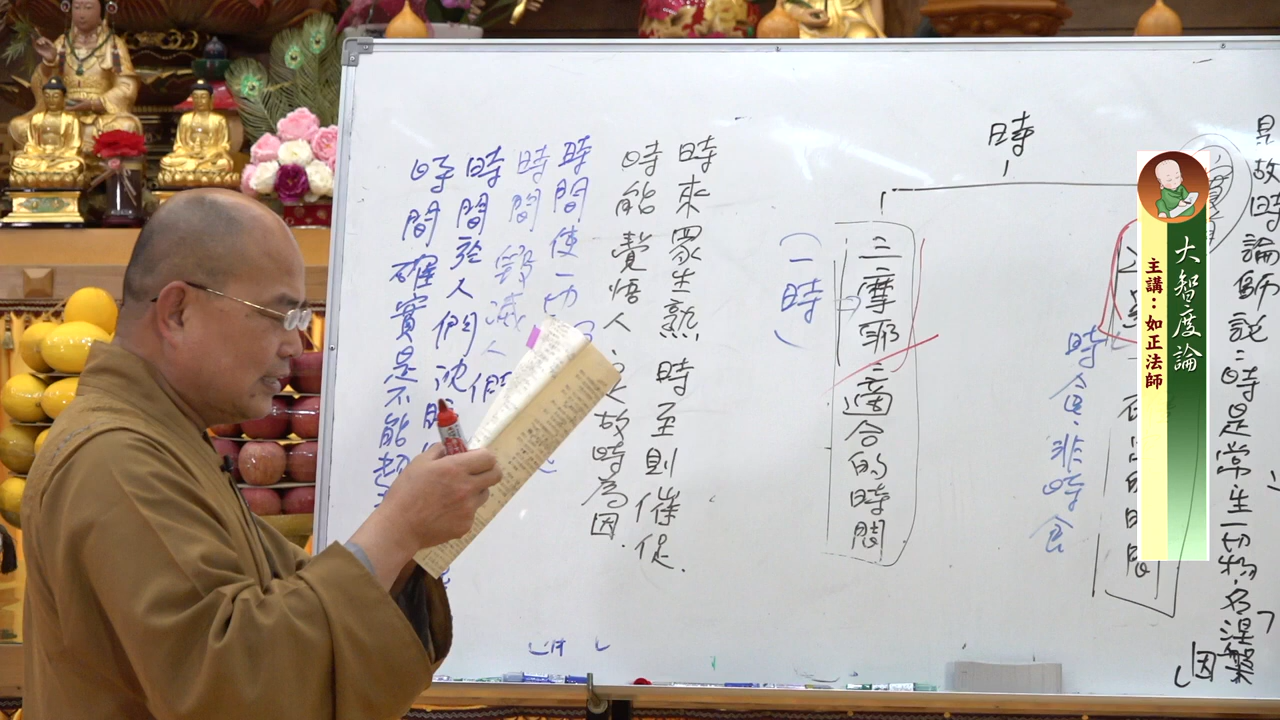 見故時論師說:時是常生一切物,名涅槃
因」
大智度論
主講：如正法師
時
時食、非時食
三摩耶:適合的時間
(一時)
時來眾生熟,時至則催促.
時能覺悟人,是故時為因.
時間使一切
時間毀滅人們
時間於人們沈眠
時間確實是不能超